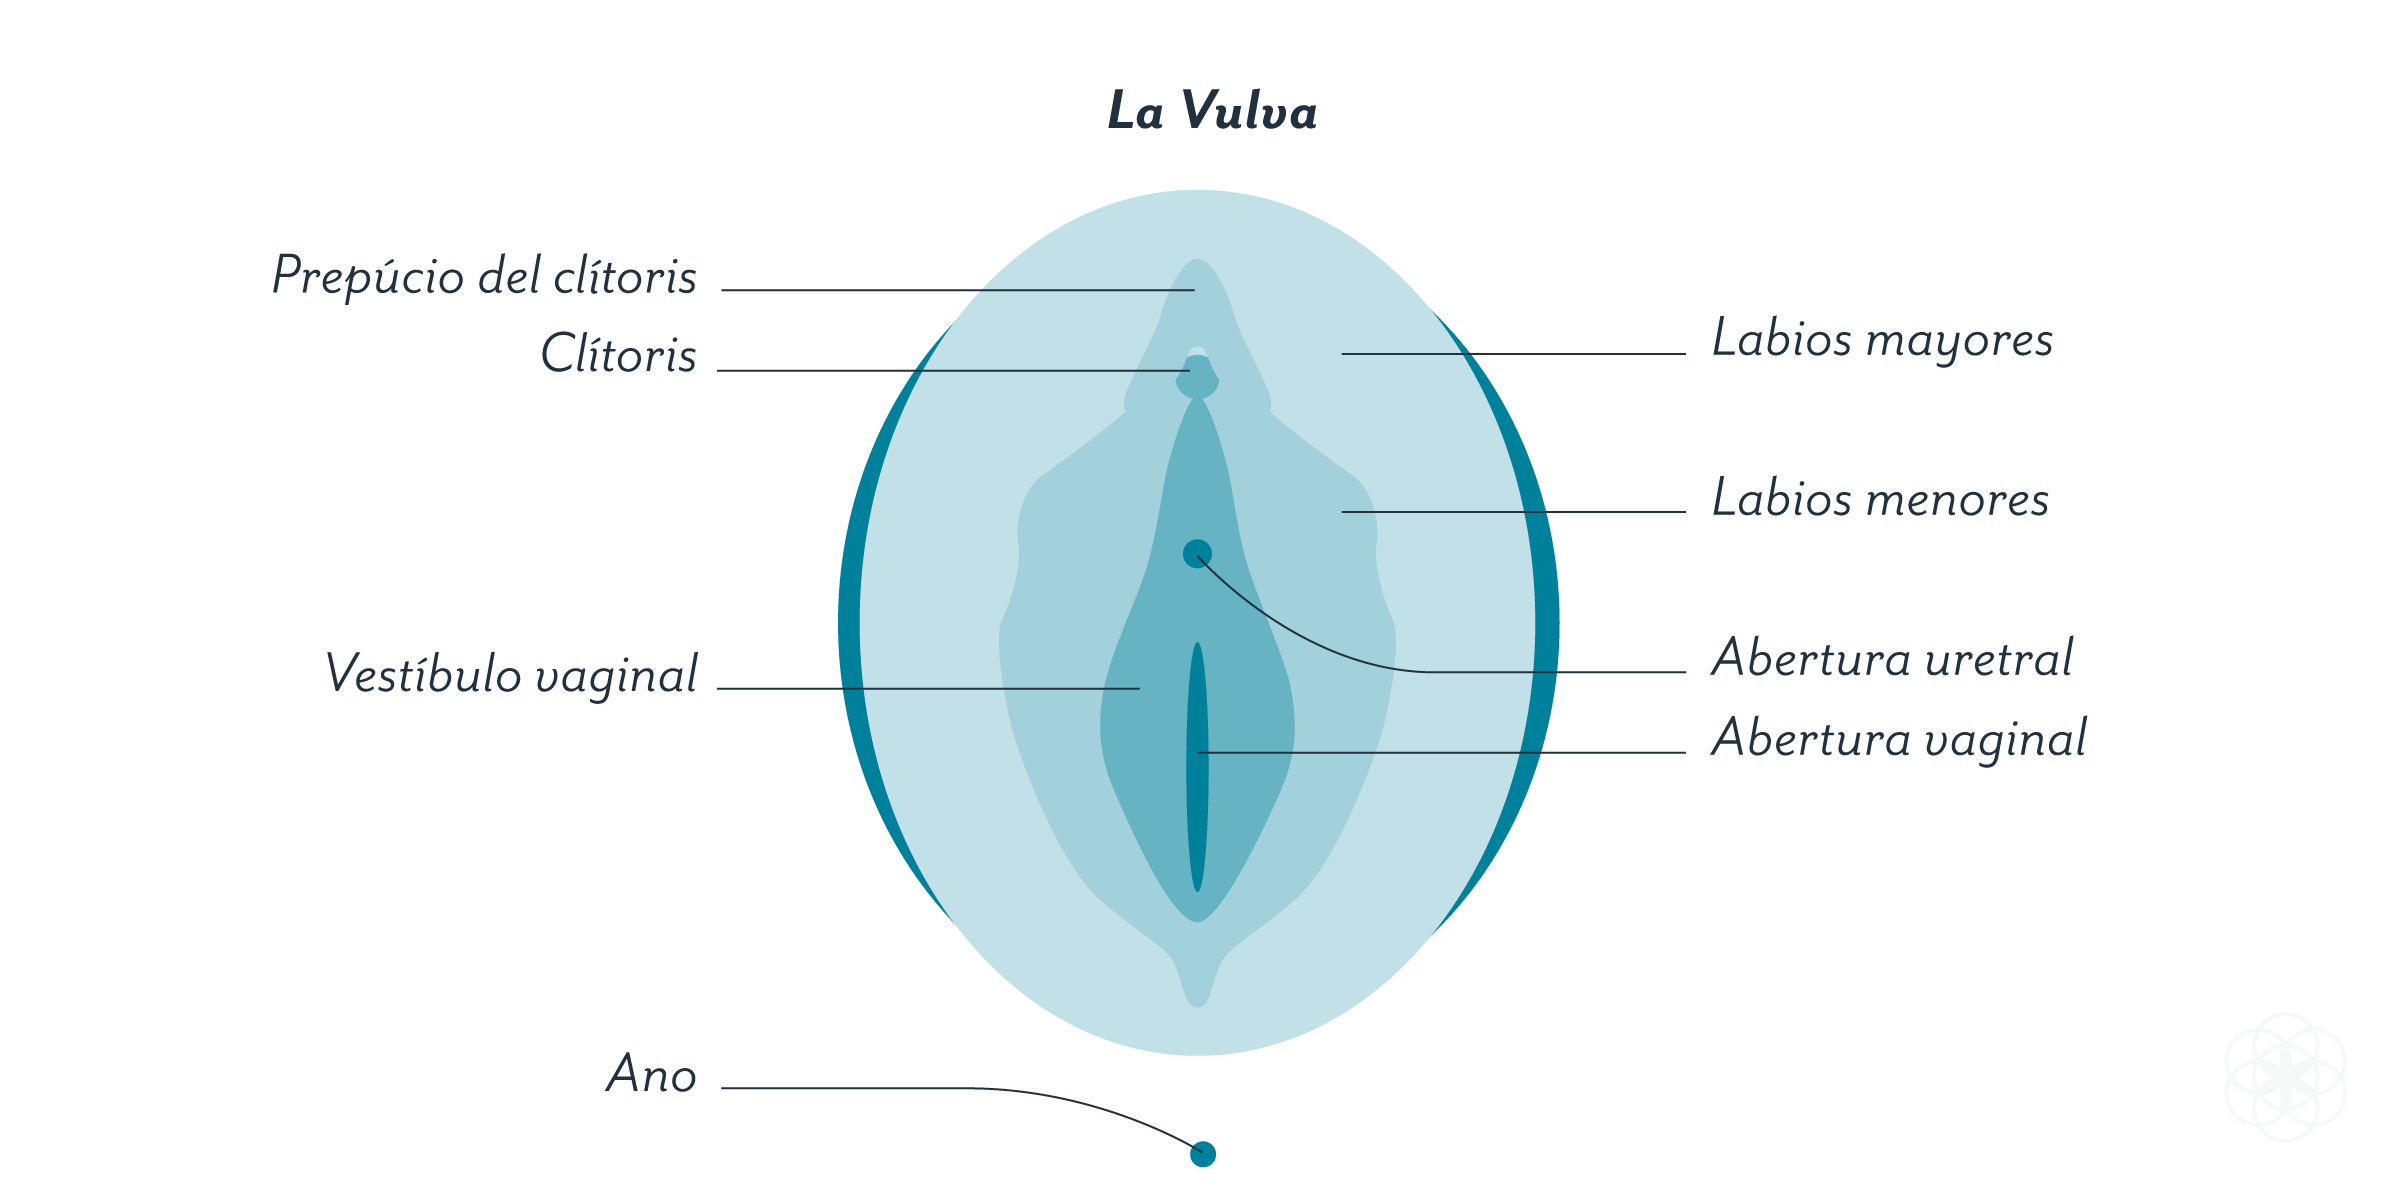 La Vulva
Prepúcio del clítoris
Clítoris
Vestíbulo vaginal
Ano
Labios mayores
Labios menores
Abertura uretral
Abertura vaginal